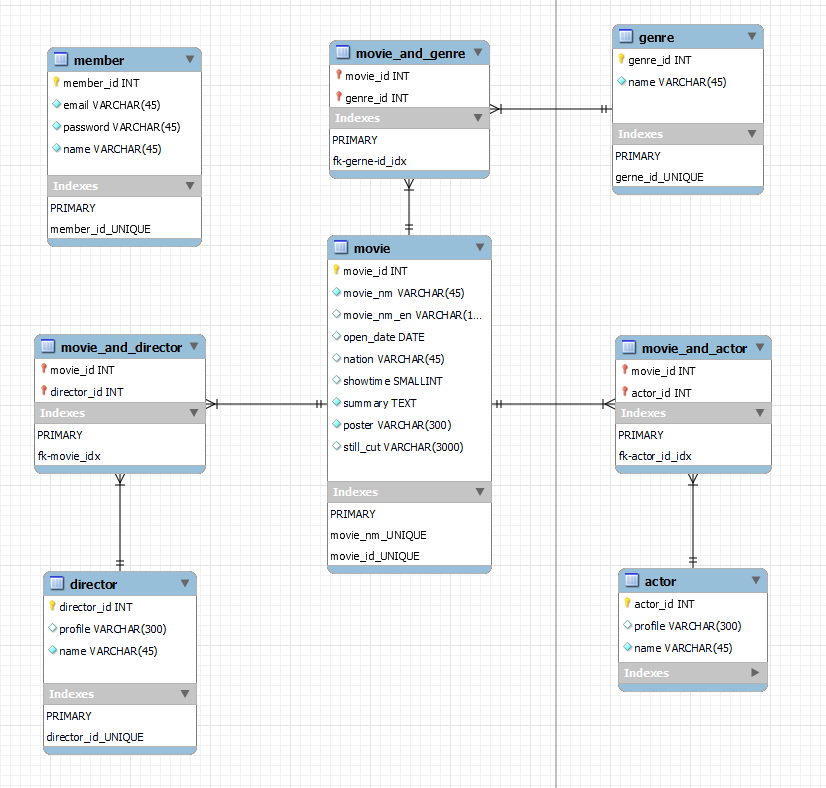 member
member_id INT
email VARCHAR(45)
password VARCHAR(45)
name VARCHAR(45)
Indexes
PRIMARY
member_id_UNIQUE
movie_and_genre
movie_id INT
genre_id INT
Indexes
PRIMARY
fk-gerne-id_idx
genre
genre_id INT
name VARCHAR(45)
Indexes
PRIMARY
gerne_id_UNIQUE
movie
movie_id INT
movie_nm VARCHAR(45)
movie_nm_en VARCHAR(1...
open_date DATE
nation VARCHAR(45)
showtime SMALLINT
summary TEXT
poster VARCHAR(300)
still_cut VARCHAR(3000)
Indexes
PRIMARY
movie_nm_UNIQUE
movie_id_UNIQUE
movie_and_director
movie_id INT
director_id INT
Indexes
PRIMARY
fk-movie_idx
movie_and_actor
movie_id INT
actor_id INT
Indexes
PRIMARY
fk-actor_id_idx
director
director_id INT
profile VARCHAR(300)
name VARCHAR(45)
Indexes
PRIMARY
director_id_UNIQUE
actor
actor_id INT
profile VARCHAR(300)
name VARCHAR(45)
Indexes